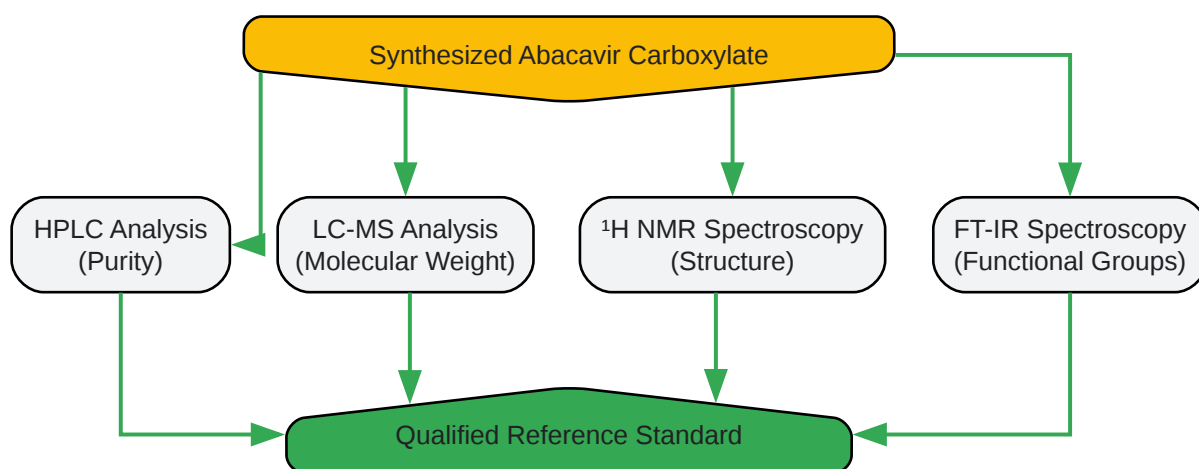 Synthesized Abacavir Carboxylate
HPLC Analysis
(Purity)
LC-MS Analysis
(Molecular Weight)
¹H NMR Spectroscopy
(Structure)
FT-IR Spectroscopy
(Functional Groups)
Qualified Reference Standard